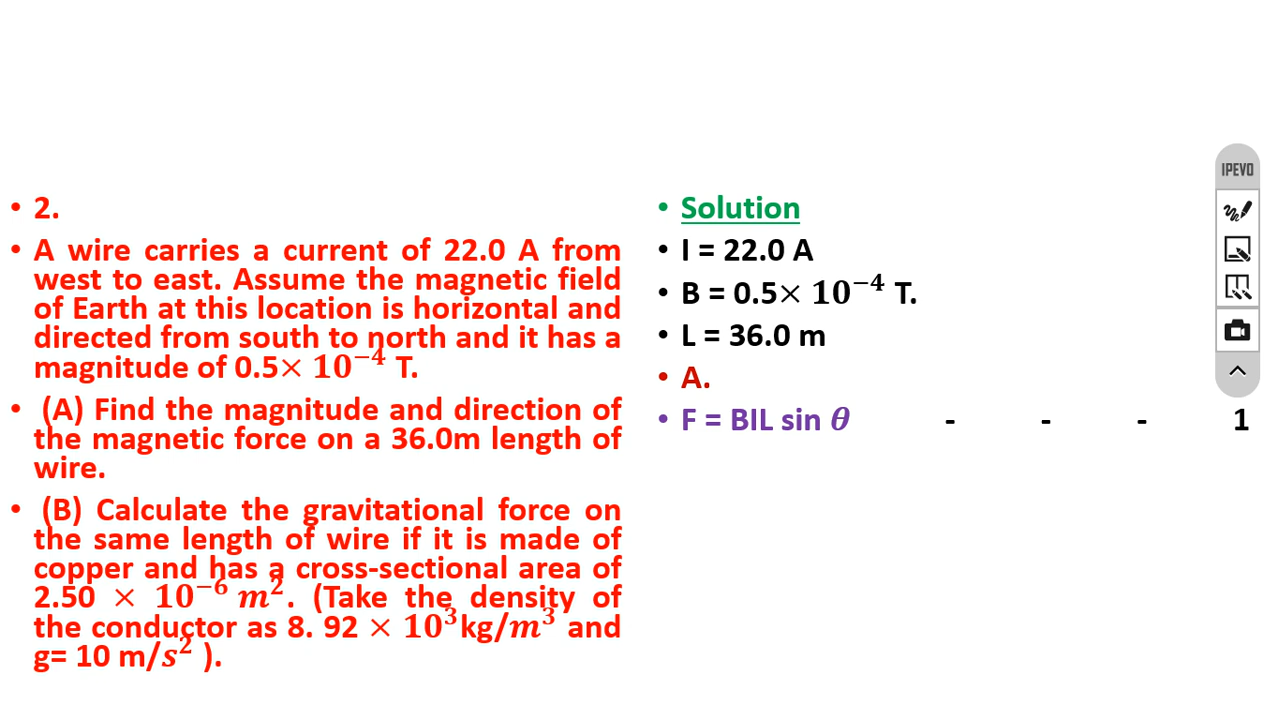 • 2.
• A wire carries a current of 22.0 A from
west to east. Assume the magnetic field
of Earth at this location is horizontal and
directed from south to north and it has a
magnitude of 0.5× 10⁻⁴ T.
• (A) Find the magnitude and direction of
the magnetic force on a 36.0m length of
wire.
• (B) Calculate the gravitational force on
the same length of wire if it is made of
copper and has a cross-sectional area of
2.50 × 10⁻⁶ m². (Take the density of
the conductor as 8. 92 × 10³kg/m³ and
g= 10 m/s² ).
• Solution
• I = 22.0 A
• B = 0.5× 10⁻⁴ T.
• L = 36.0 m
• A.
• F = BIL sin θ - - - 1
IPEVO